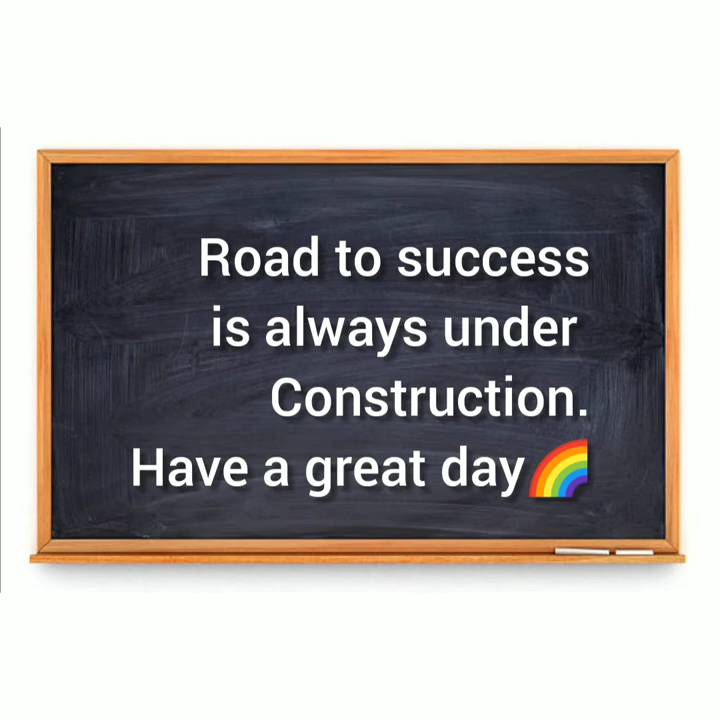 Road to success
is always under
Construction.
Have a great day🌈